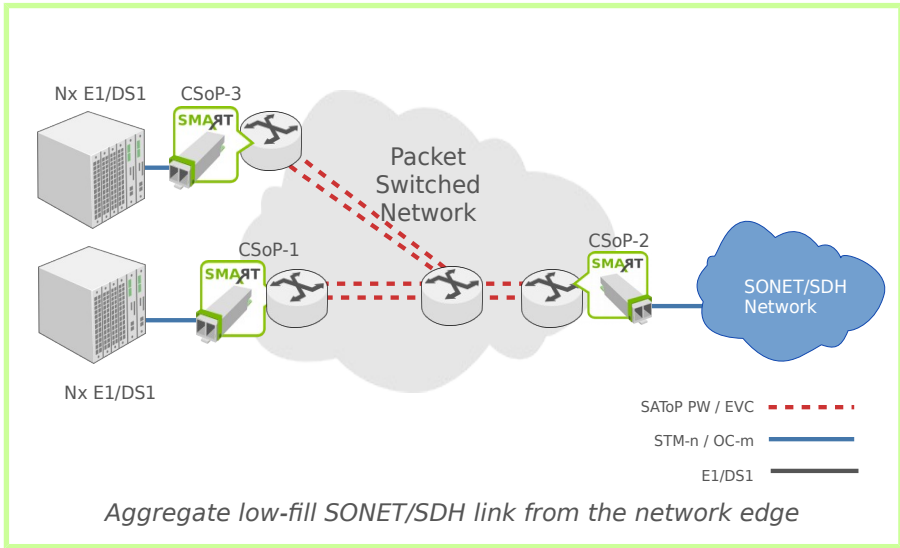 Nx E1/DS1
CSoP-3
SMART
Packet
Switched
Network
CSoP-1
SMART
CSoP-2
SMART
SONET/SDH
Network
Nx E1/DS1
SAToP PW / EVC
STM-n / OC-m
E1/DS1
Aggregate low-fill SONET/SDH link from the network edge